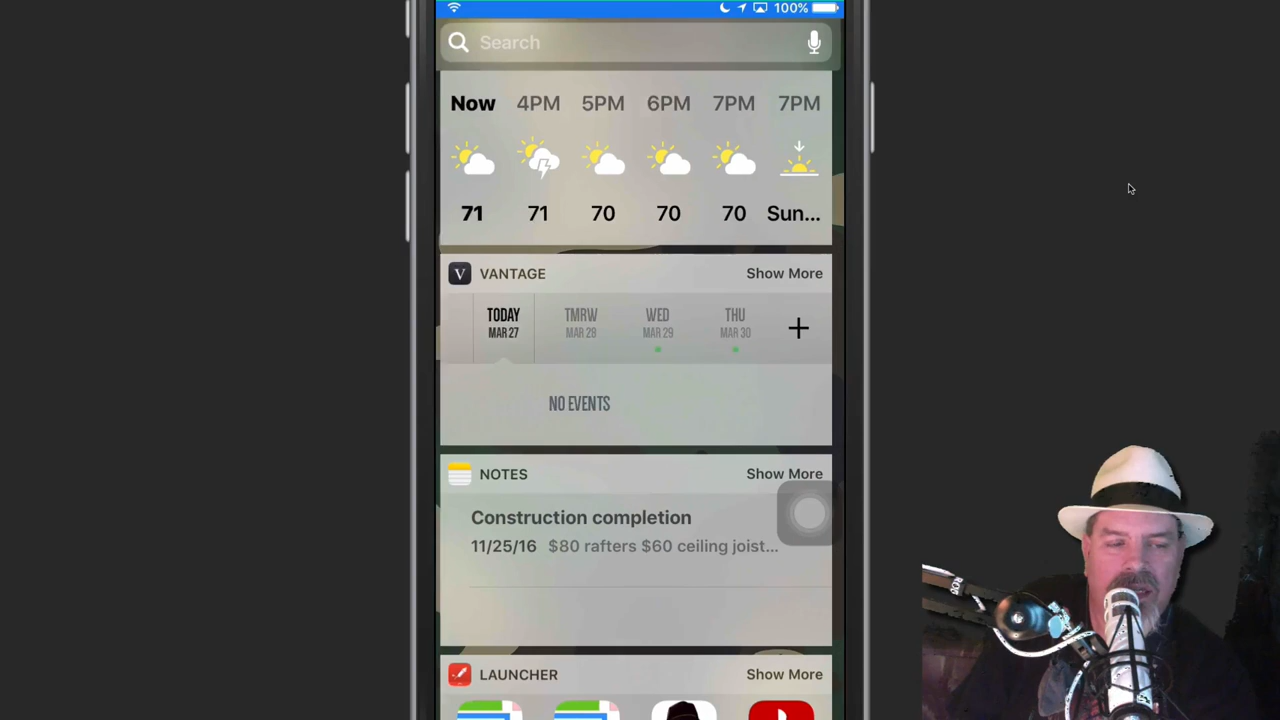 100%
Search
Now 4PM 5PM 6PM 7PM 7PM
71 71 70 70 70 Sun...
V VANTAGE Show More
TODAY TMRW WED THU
MAR 27 MAR 28 MAR 29 MAR 30 +
NO EVENTS
NOTES Show More
Construction completion
11/25/16 $80 rafters $60 ceiling joist...
LAUNCHER Show More